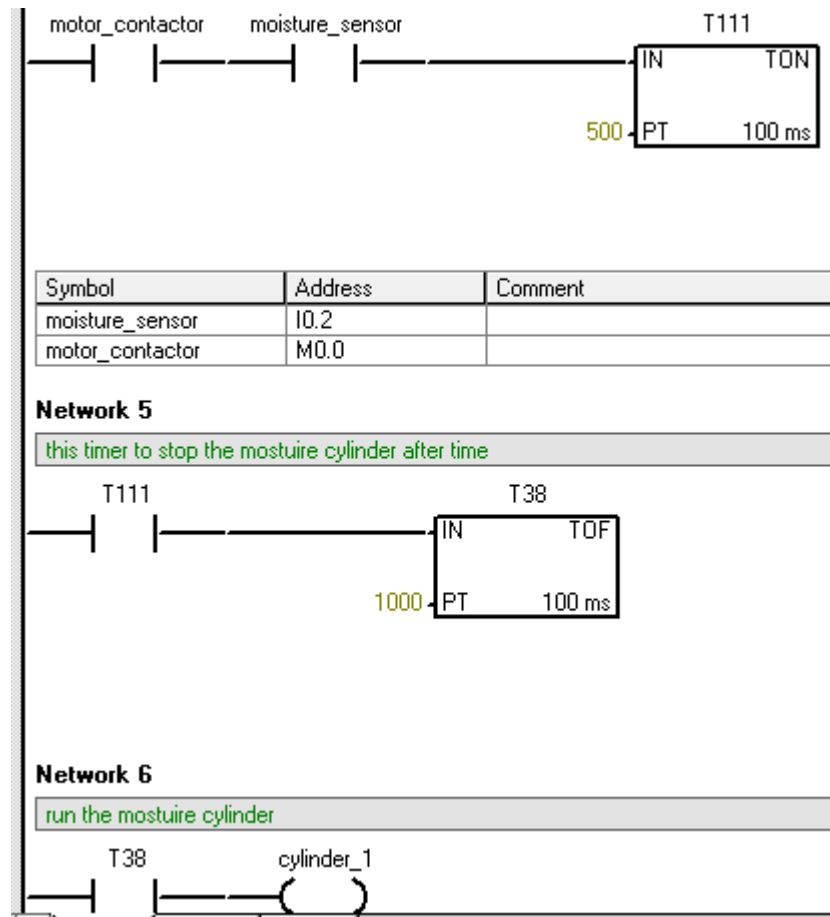 motor_contactor moisture_sensor T111
IN TON
500 PT 100 ms
Symbol Address Comment
moisture_sensor I0.2
motor_contactor M0.0
Network 5
this timer to stop the mostuire cylinder after time
T111 T38
IN TOF
1000 PT 100 ms
Network 6
run the mostuire cylinder
T38 cylinder_1